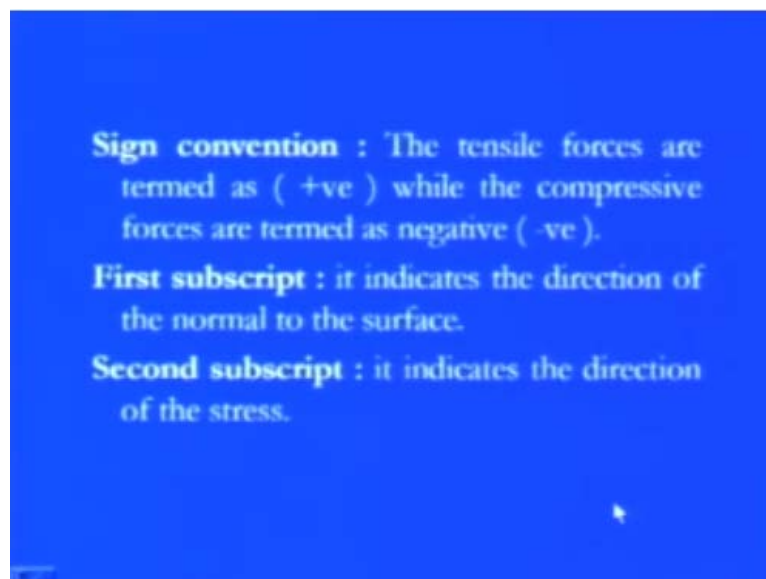 Sign convention : The tensile forces are
termed as ( +ve ) while the compressive
forces are termed as negative ( -ve ).
First subscript : it indicates the direction of
the normal to the surface.
Second subscript : it indicates the direction
of the stress.